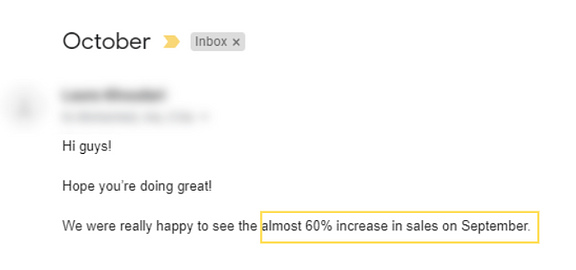 October Inbox ×
Hi guys!
Hope you're doing great!
We were really happy to see the almost 60% increase in sales on September.